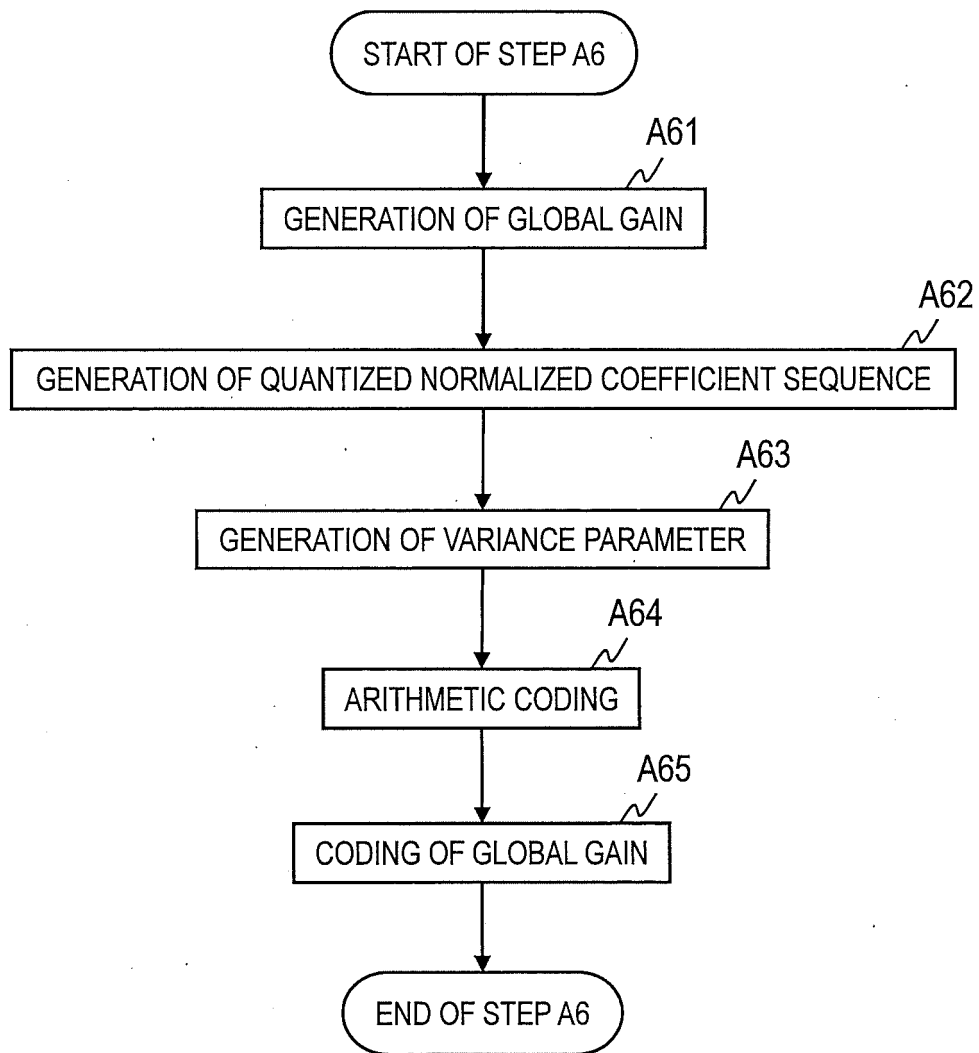 START OF STEP A6
A61
GENERATION OF GLOBAL GAIN
A62
GENERATION OF QUANTIZED NORMALIZED COEFFICIENT SEQUENCE
A63
GENERATION OF VARIANCE PARAMETER
A64
ARITHMETIC CODING
A65
CODING OF GLOBAL GAIN
END OF STEP A6